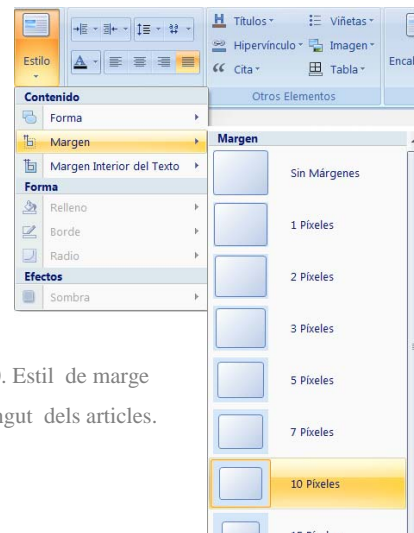 Títulos
Viñetas
Hipervínculo
Imagen
Estilo
Cita
Tabla
Otros Elementos
Contenido
Forma
Margen
Margen Interior del Texto
Forma
Relleno
Borde
Radio
Efectos
Sombra
Margen
Sin Márgenes
1 Píxeles
2 Píxeles
3 Píxeles
5 Píxeles
7 Píxeles
10 Píxeles
. Estil de marge
dels articles.